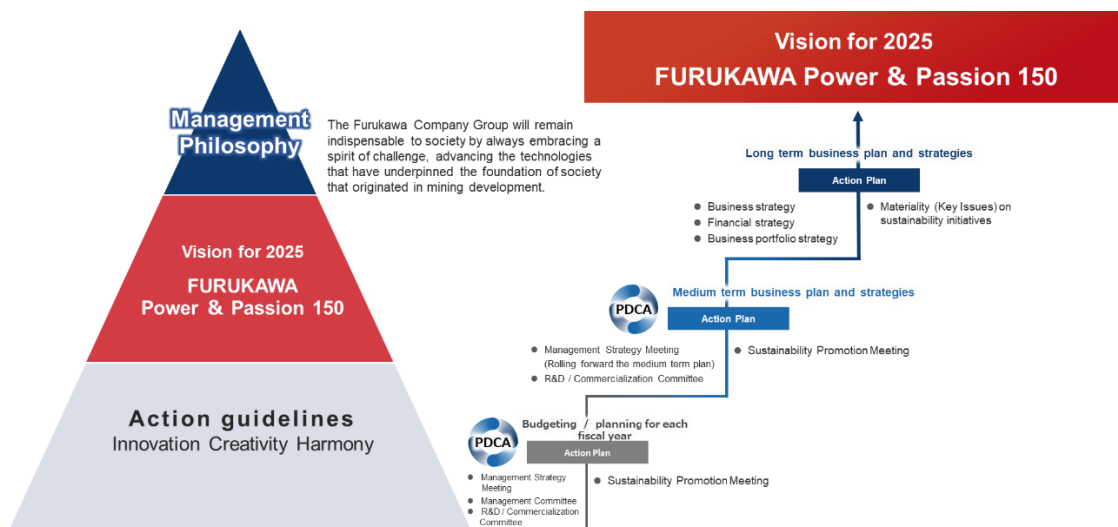 Management
Philosophy
The Furukawa Company Group will remain
indispensable to society by always embracing a
spirit of challenge, advancing the technologies
that have underpinned the foundation of society
that originated in mining development.
Vision for 2025
FURUKAWA
Power & Passion 150
Action guidelines
Innovation Creativity Harmony
Vision for 2025
FURUKAWA Power & Passion 150
Long term business plan and strategies
Action Plan
● Business strategy
● Financial strategy
● Business portfolio strategy
● Materiality (Key Issues) on
sustainability initiatives
PDCA
Medium term business plan and strategies
Action Plan
● Management Strategy Meeting
(Rolling forward the medium term plan)
● R&D / Commercialization Committee
● Sustainability Promotion Meeting
PDCA
Budgeting / planning for each
fiscal year
Action Plan
● Management Strategy
Meeting
● Management Committee
● R&D / Commercialization
Committee
● Sustainability Promotion Meeting